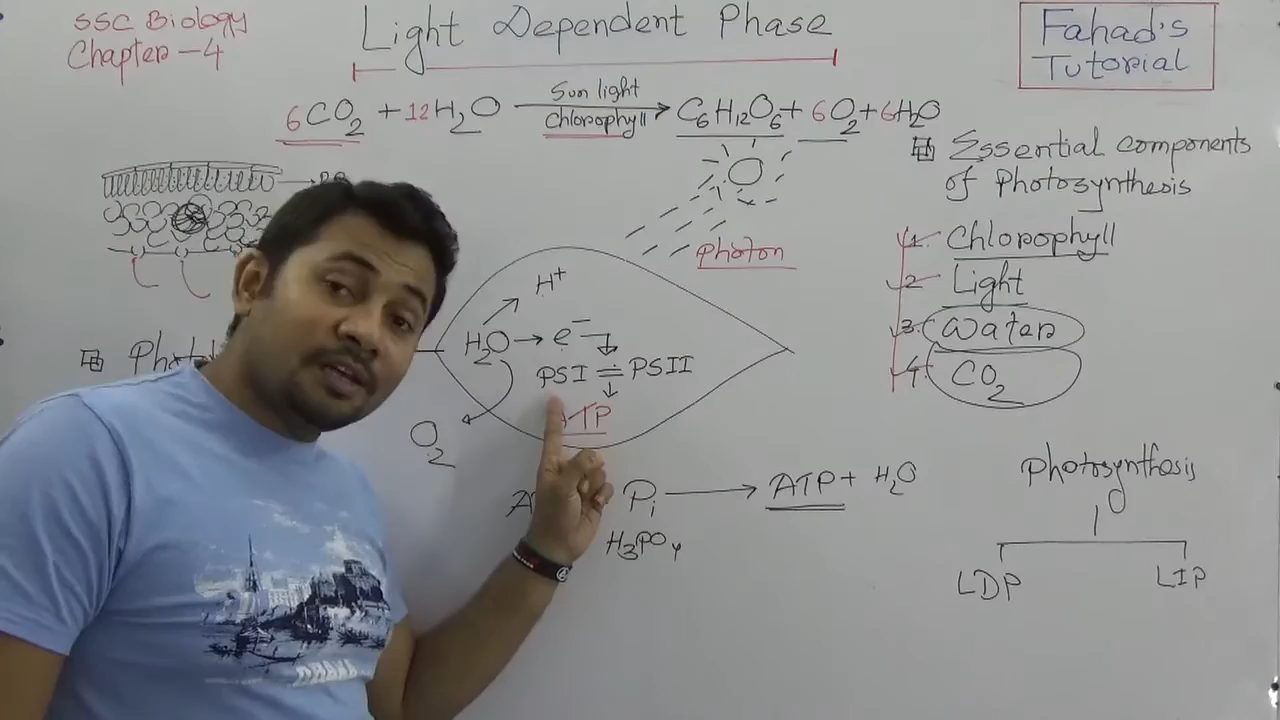 SSC Biology
Chapter-4
Light Dependent Phase
Fahad's
Tutorial
6CO2 + 12H2O
Sun light
Chlorophyll
C6H12O6 + 6O2 + 6H2O
Essential components
of Photosynthesis
1. Chlorophyll
2 Light
3. Water
4. CO2
Photon
H+
H2O → e-
PSI = PSII
ATP
O2
Pi → ATP + H2O
H3PO4
Photosynthesis
LDP
LIP
DHAKA